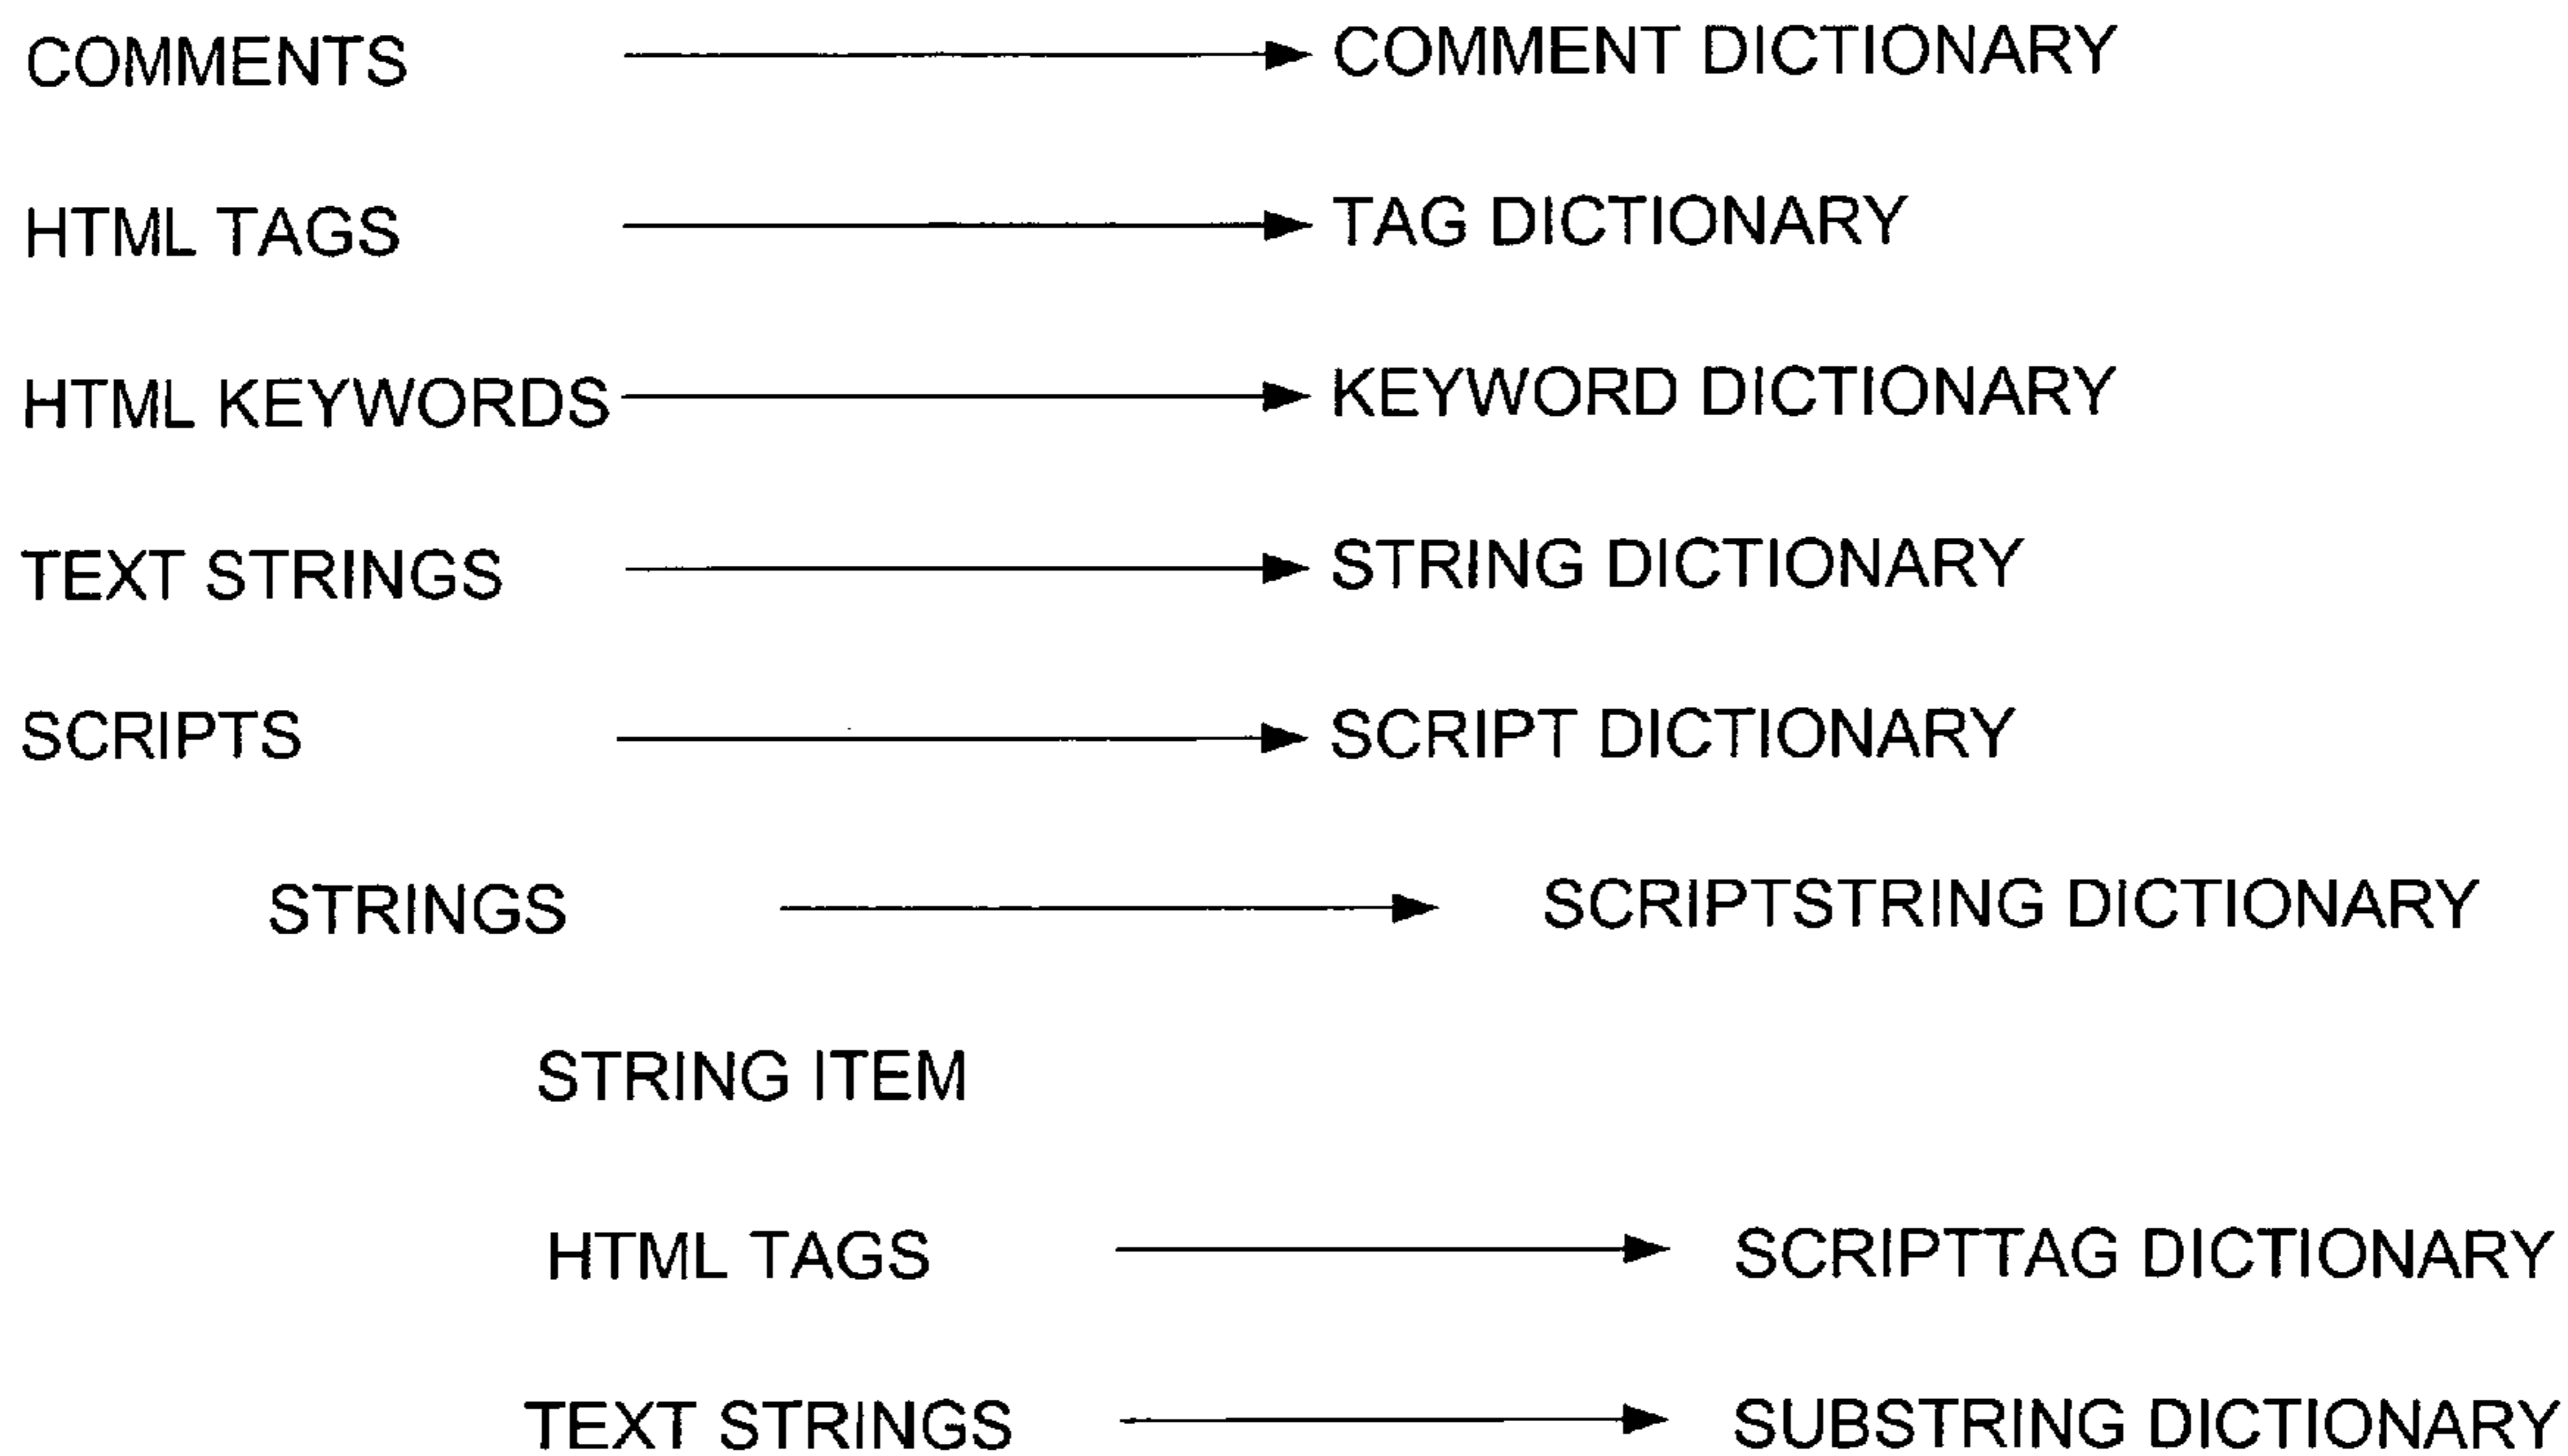 COMMENTS COMMENT DICTIONARY
HTML TAGS TAG DICTIONARY
HTML KEYWORDS KEYWORD DICTIONARY
TEXT STRINGS STRING DICTIONARY
SCRIPTS SCRIPT DICTIONARY
STRINGS SCRIPTSTRING DICTIONARY
STRING ITEM
HTML TAGS SCRIPTTAG DICTIONARY
TEXT STRINGS SUBSTRING DICTIONARY